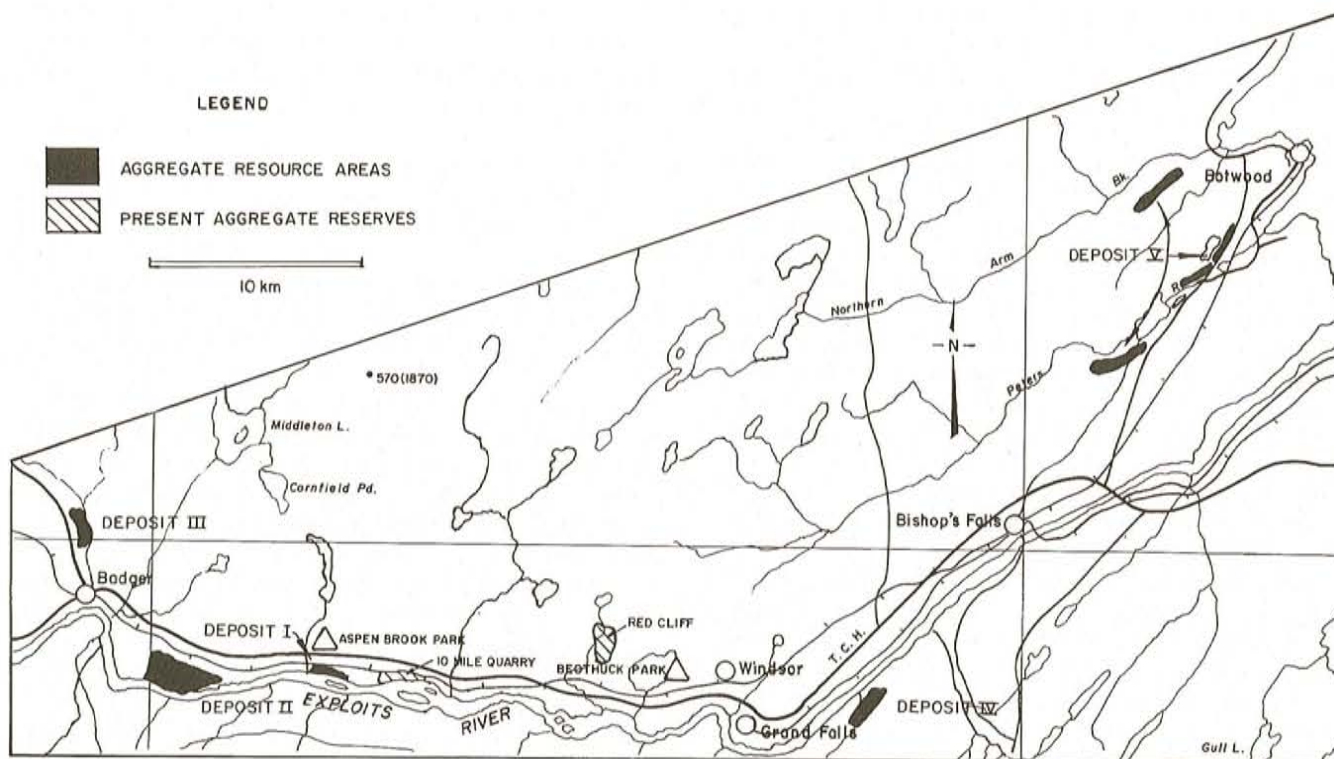 LEGEND
AGGREGATE RESOURCE AREAS
PRESENT AGGREGATE RESERVES
10 km
Botwood
Bk.
DEPOSIT V
Arm
R.
Northern
N
Peters
570(1870)
Middleton L.
Cornfield Pd.
DEPOSIT III
Bishop's Falls
Badger
DEPOSIT I
ASPEN BROOK PARK
RED CLIFF
T. C. H.
10 MILE QUARRY
BEOTHUCK PARK
Windsor
DEPOSIT II
EXPLOITS
RIVER
DEPOSIT IV
Grand Falls
Gull L.